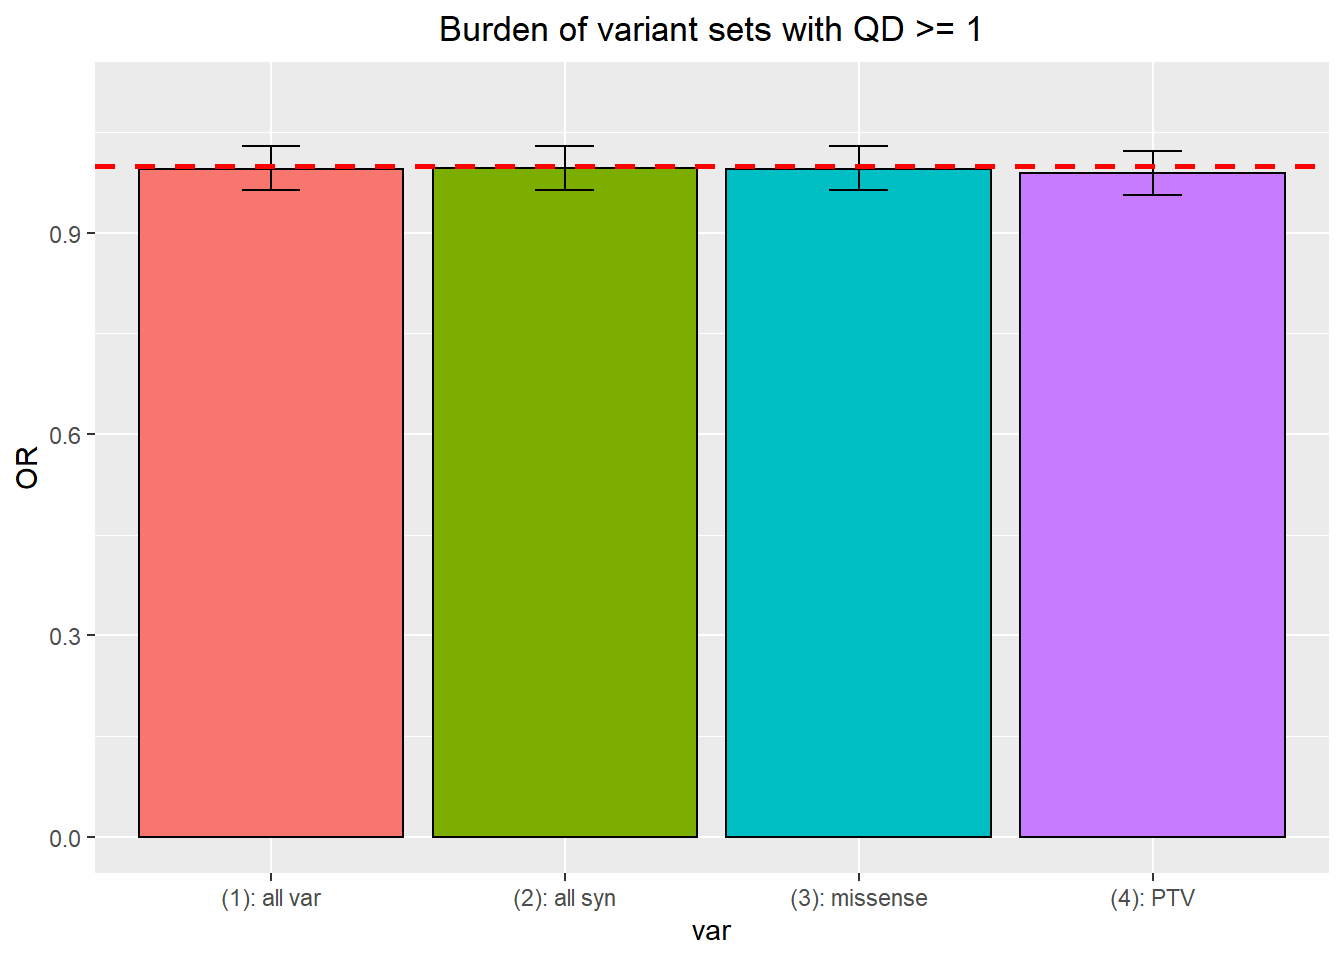 Burden of variant sets with QD >= 1
0.9
0.6
0.3
0.0
OR
(1): all var
(2): all syn
(3): missense
(4): PTV
var